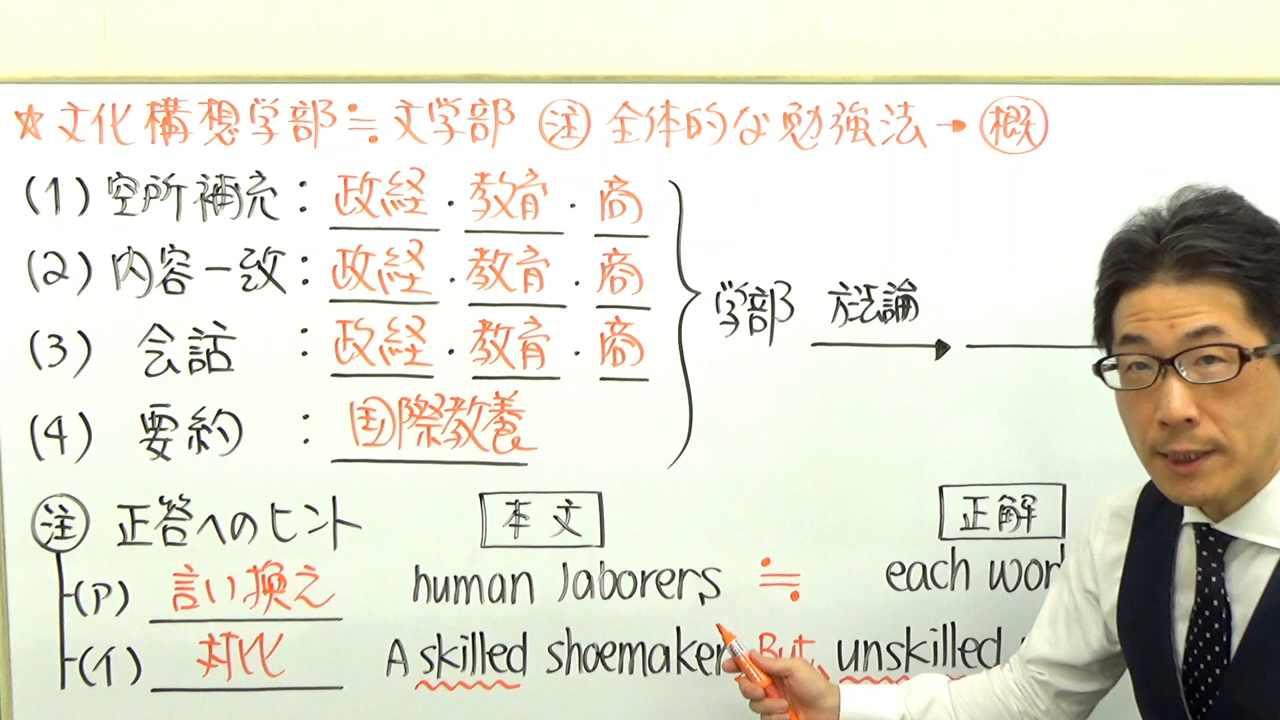 ☆文化構想学部≒文学部 注 全体的な勉強法→概
(1) 空所補充：政経・教育・商
(2) 内容一致：政経・教育・商
(3) 会話：政経・教育・商
(4) 要約：国際教養
学部 方法論
注 正答へのヒント 本文 正解
(ア) 言い換え human laborers ≒ each wor
(イ) 対比 A skilled shoemaker But, unskilled